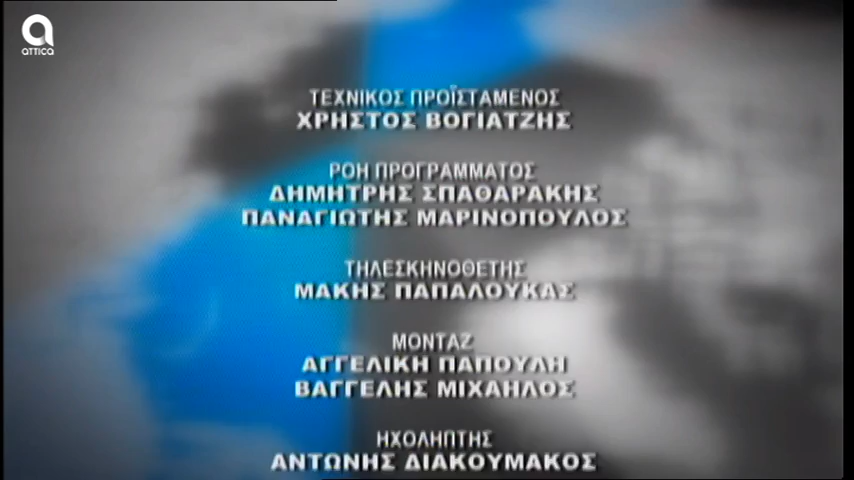 ATTICA
ΤΕΧΝΙΚΟΣ ΠΡΟΪΣΤΑΜΕΝΟΣ
ΧΡΗΣΤΟΣ ΒΟΓΙΑΤΖΗΣ
ΡΟΗ ΠΡΟΓΡΑΜΜΑΤΟΣ
ΔΗΜΗΤΡΗΣ ΣΠΑΘΑΡΑΚΗΣ
ΠΑΝΑΓΙΩΤΗΣ ΜΑΡΙΝΟΠΟΥΛΟΣ
ΤΗΛΕΣΚΗΝΟΘΕΤΗΣ
ΜΑΚΗΣ ΠΑΠΑΛΟΥΚΑΣ
ΜΟΝΤΑΖ
ΑΓΓΕΛΙΚΗ ΠΑΠΟΥΛΗ
ΒΑΓΓΕΛΗΣ ΜΙΧΑΗΛΟΣ
ΗΧΟΛΗΠΤΗΣ
ΑΝΤΩΝΗΣ ΔΙΑΚΟΥΜΑΚΟΣ